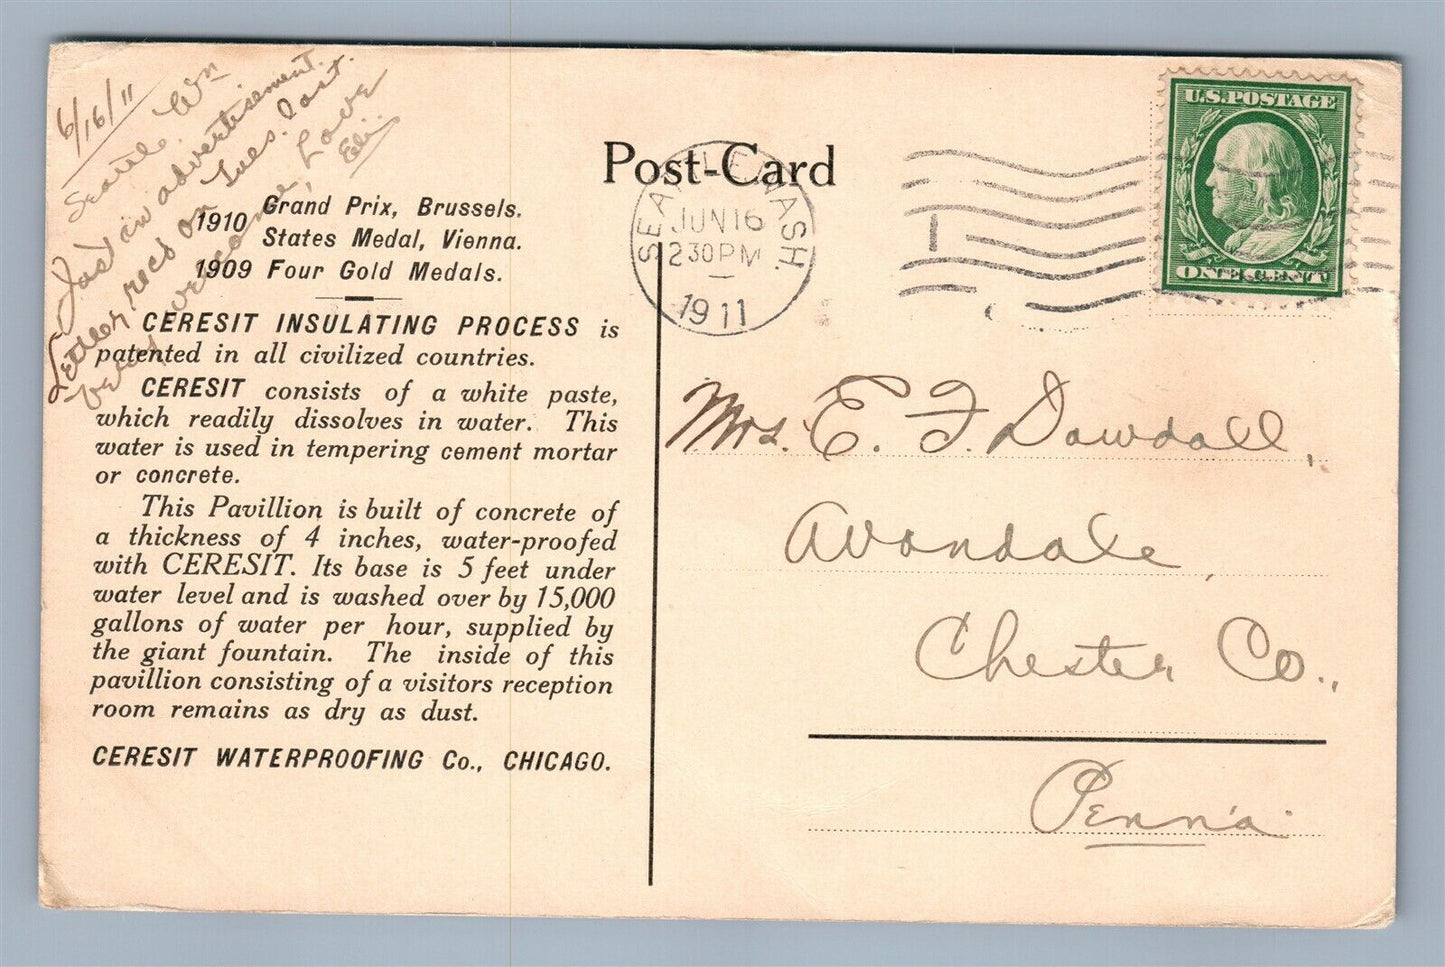 6/16/11
Seattle Wn
Just an advertisement.
Letter recd on Tues. last.
very welcome, Love
Eli.
Post-Card
1910 Grand Prix, Brussels.
States Medal, Vienna.
1909 Four Gold Medals.
CERESIT INSULATING PROCESS is
patented in all civilized countries.
CERESIT consists of a white paste,
which readily dissolves in water. This
water is used in tempering cement mortar
or concrete.
This Pavillion is built of concrete of
a thickness of 4 inches, water-proofed
with CERESIT. Its base is 5 feet under
water level and is washed over by 15,000
gallons of water per hour, supplied by
the giant fountain. The inside of this
pavillion consisting of a visitors reception
room remains as dry as dust.
CERESIT WATERPROOFING Co., CHICAGO.
SEATTLE, WASH.
JUN 16
2 30 PM
1911
1
U.S. POSTAGE
ONE CENT
Mrs. E. F. Dowdall,
Avondale,
Chester Co.,
Penn'a.